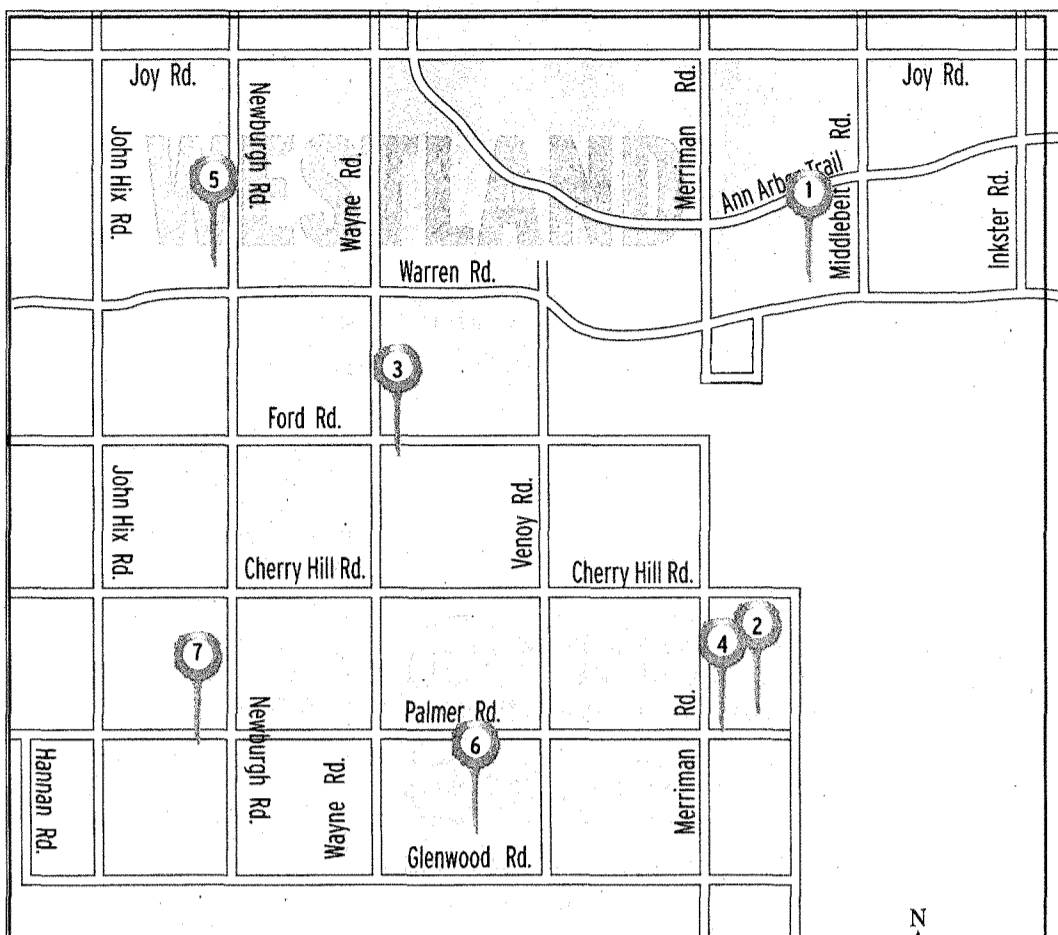 Joy Rd.
Joy Rd.
WESTLAND
John Hix Rd.
Newburgh Rd.
Wayne Rd.
Merriman Rd.
Ann Arbor Trail
Middlebelt Rd.
Inkster Rd.
5
1
Warren Rd.
3
Ford Rd.
John Hix Rd.
Venoy Rd.
Cherry Hill Rd.
Cherry Hill Rd.
7
4
2
Newburgh Rd.
Palmer Rd.
6
Merriman Rd.
Hannan Rd.
Wayne Rd.
Glenwood Rd.
N